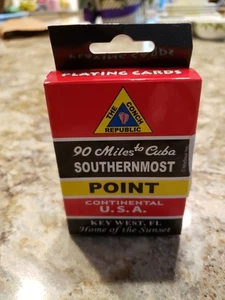 PLAYING CARDS
THE CONCH
REPUBLIC
90 Miles to Cuba
SOUTHERNMOST
POINT
CONTINENTAL
U.S.A.
KEY WEST, FL
Home of the Sunset